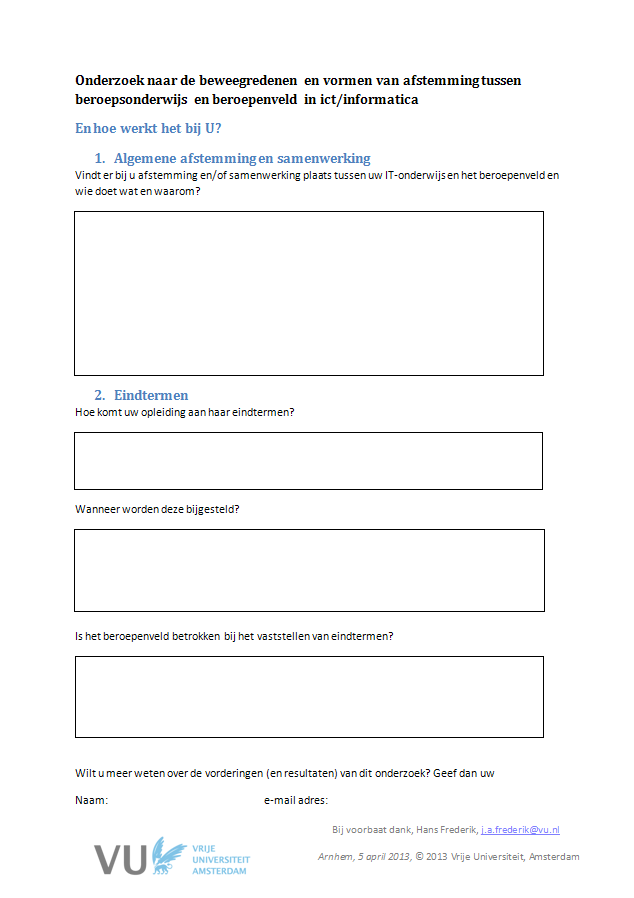 Onderzoek naar de beweegredenen en vormen van afstemming tussen
beroepsonderwijs en beroepenveld in ict/informatica
En hoe werkt het bij U?
1. Algemene afstemming en samenwerking
Vindt er bij u afstemming en/of samenwerking plaats tussen uw IT-onderwijs en het beroepenveld en
wie doet wat en waarom?
2. Eindtermen
Hoe komt uw opleiding aan haar eindtermen?
Wanneer worden deze bijgesteld?
Is het beroepenveld betrokken bij het vaststellen van eindtermen?
Wilt u meer weten over de vorderingen (en resultaten) van dit onderzoek? Geef dan uw
Naam: e-mail adres:
Bij voorbaat dank, Hans Frederik, j.a.frederik@vu.nl
Arnhem, 5 april 2013, © 2013 Vrije Universiteit, Amsterdam
VU
VRIJE
UNIVERSITEIT
AMSTERDAM